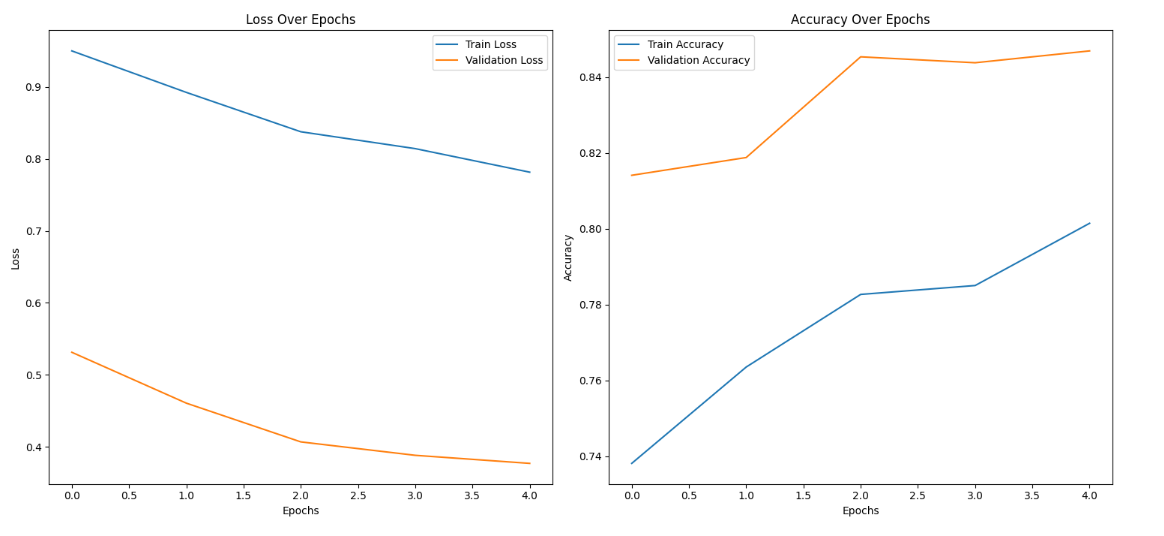 Loss Over Epochs
Train Loss
Validation Loss
0.9
0.8
0.7
0.6
0.5
0.4
Loss
0.0 0.5 1.0 1.5 2.0 2.5 3.0 3.5 4.0
Epochs
Accuracy Over Epochs
Train Accuracy
Validation Accuracy
0.84
0.82
0.80
0.78
0.76
0.74
Accuracy
0.0 0.5 1.0 1.5 2.0 2.5 3.0 3.5 4.0
Epochs